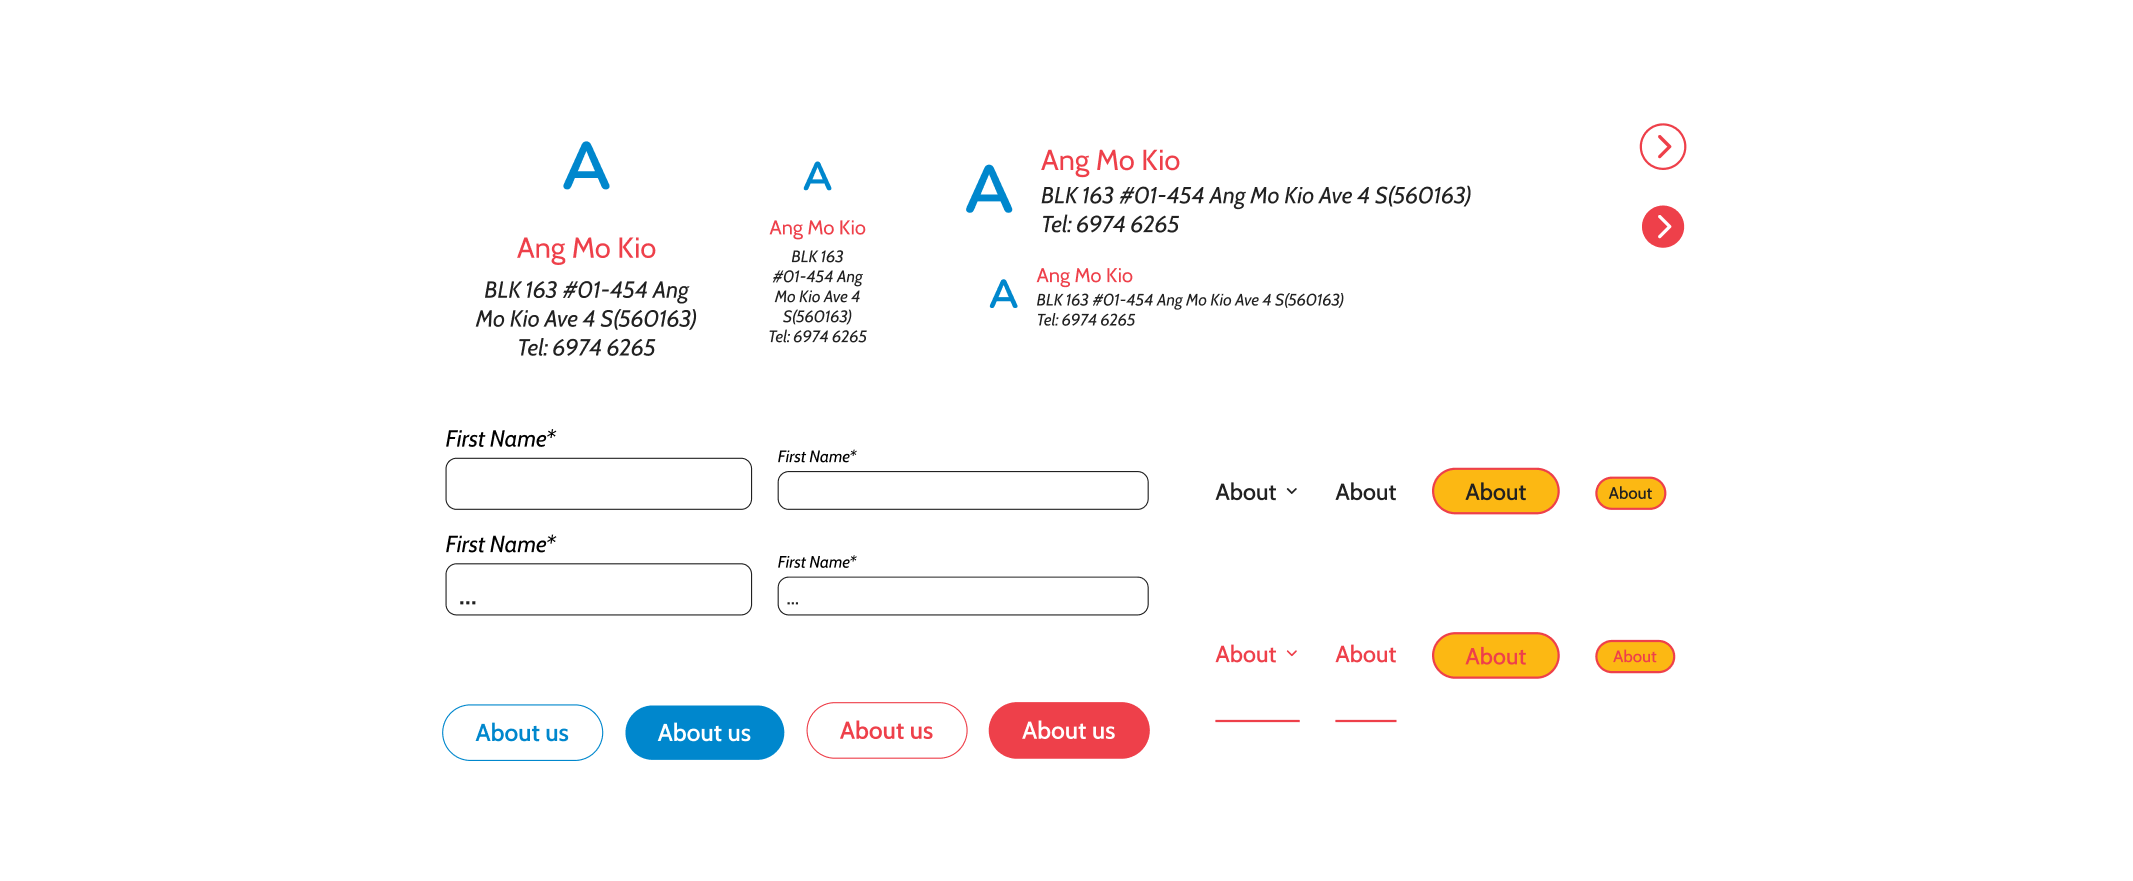 A
Ang Mo Kio
BLK 163 #01-454 Ang
Mo Kio Ave 4 S(560163)
Tel: 6974 6265
A
Ang Mo Kio
BLK 163
#01-454 Ang
Mo Kio Ave 4
S(560163)
Tel: 6974 6265
A
Ang Mo Kio
BLK 163 #01-454 Ang Mo Kio Ave 4 S(560163)
Tel: 6974 6265
A
Ang Mo Kio
BLK 163 #01-454 Ang Mo Kio Ave 4 S(560163)
Tel: 6974 6265
First Name*
First Name*
First Name*
...
First Name*
...
About
About
About
About
About
About
About
About
About us
About us
About us
About us